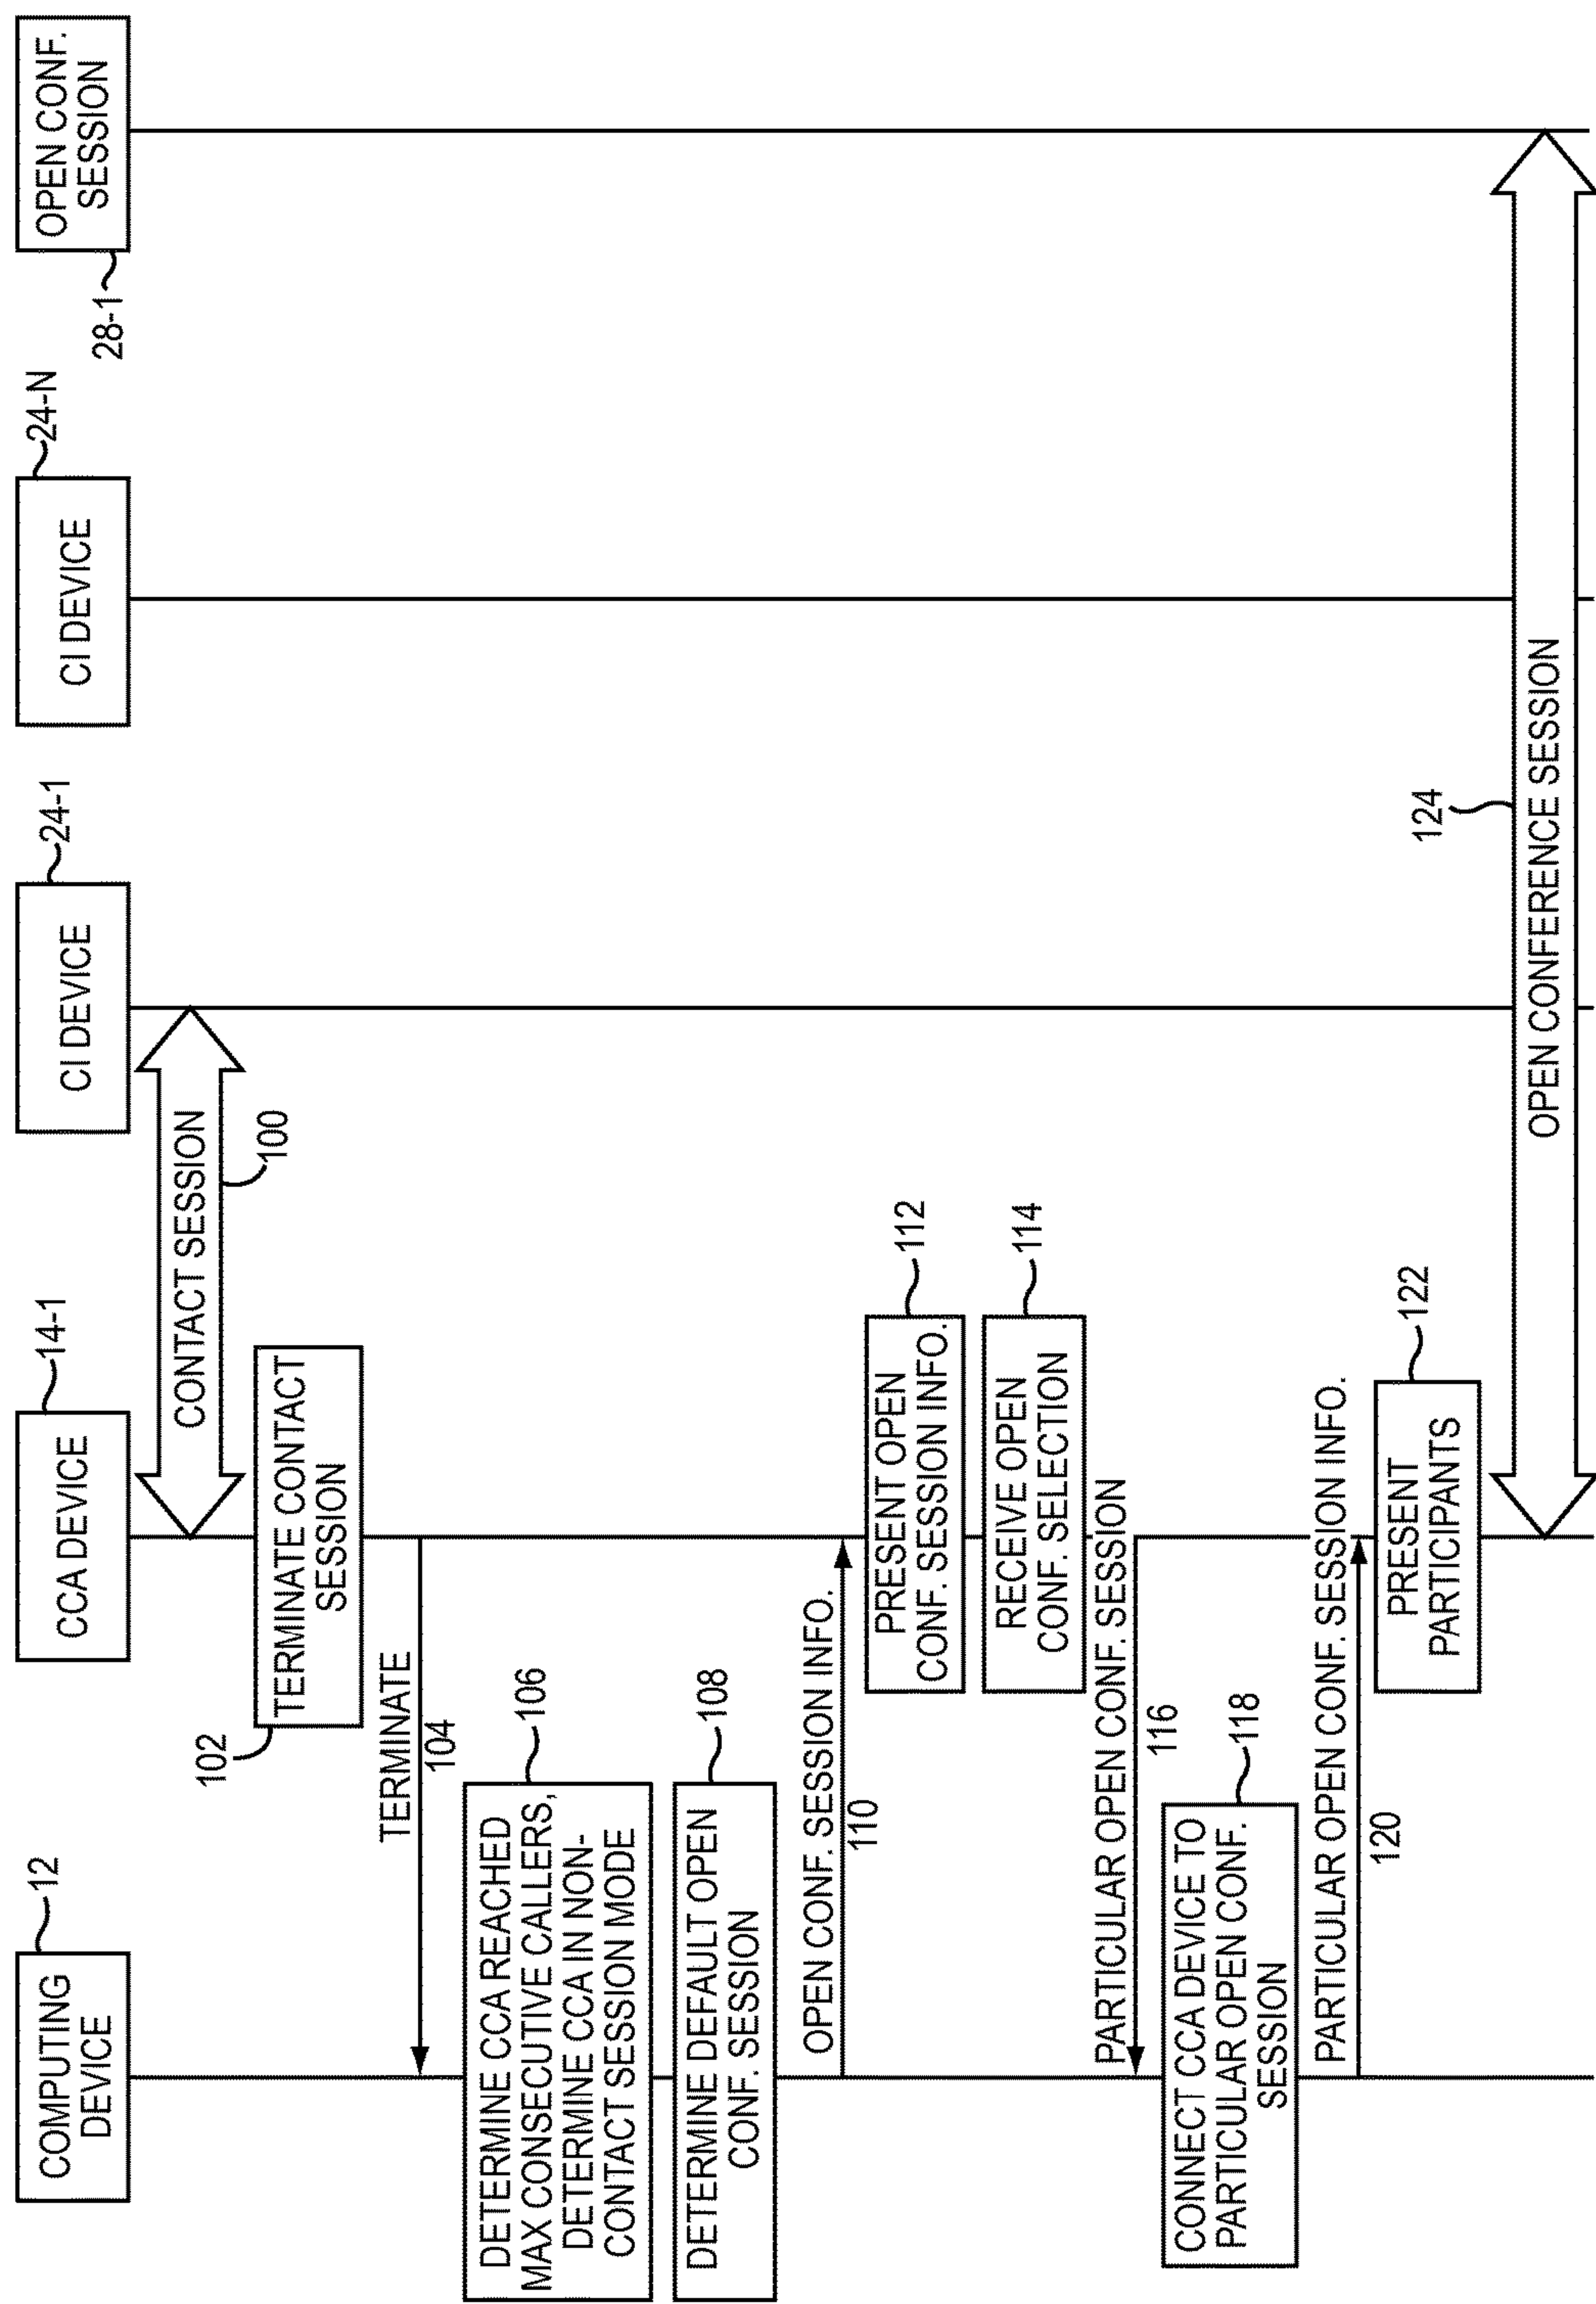 12
COMPUTING
DEVICE
14-1
CCA DEVICE
24-1
CI DEVICE
24-N
CI DEVICE
28-1
OPEN CONF.
SESSION
CONTACT SESSION
100
102
TERMINATE CONTACT
SESSION
TERMINATE
104
DETERMINE CCA REACHED
MAX CONSECUTIVE CALLERS,
DETERMINE CCA IN NON-
CONTACT SESSION MODE
106
DETERMINE DEFAULT OPEN
CONF. SESSION
108
OPEN CONF. SESSION INFO.
110
PRESENT OPEN
CONF. SESSION INFO.
112
RECEIVE OPEN
CONF. SELECTION
114
PARTICULAR OPEN CONF. SESSION
116
CONNECT CCA DEVICE TO
PARTICULAR OPEN CONF.
SESSION
118
PARTICULAR OPEN CONF. SESSION INFO.
120
PRESENT
PARTICIPANTS
122
124
OPEN CONFERENCE SESSION